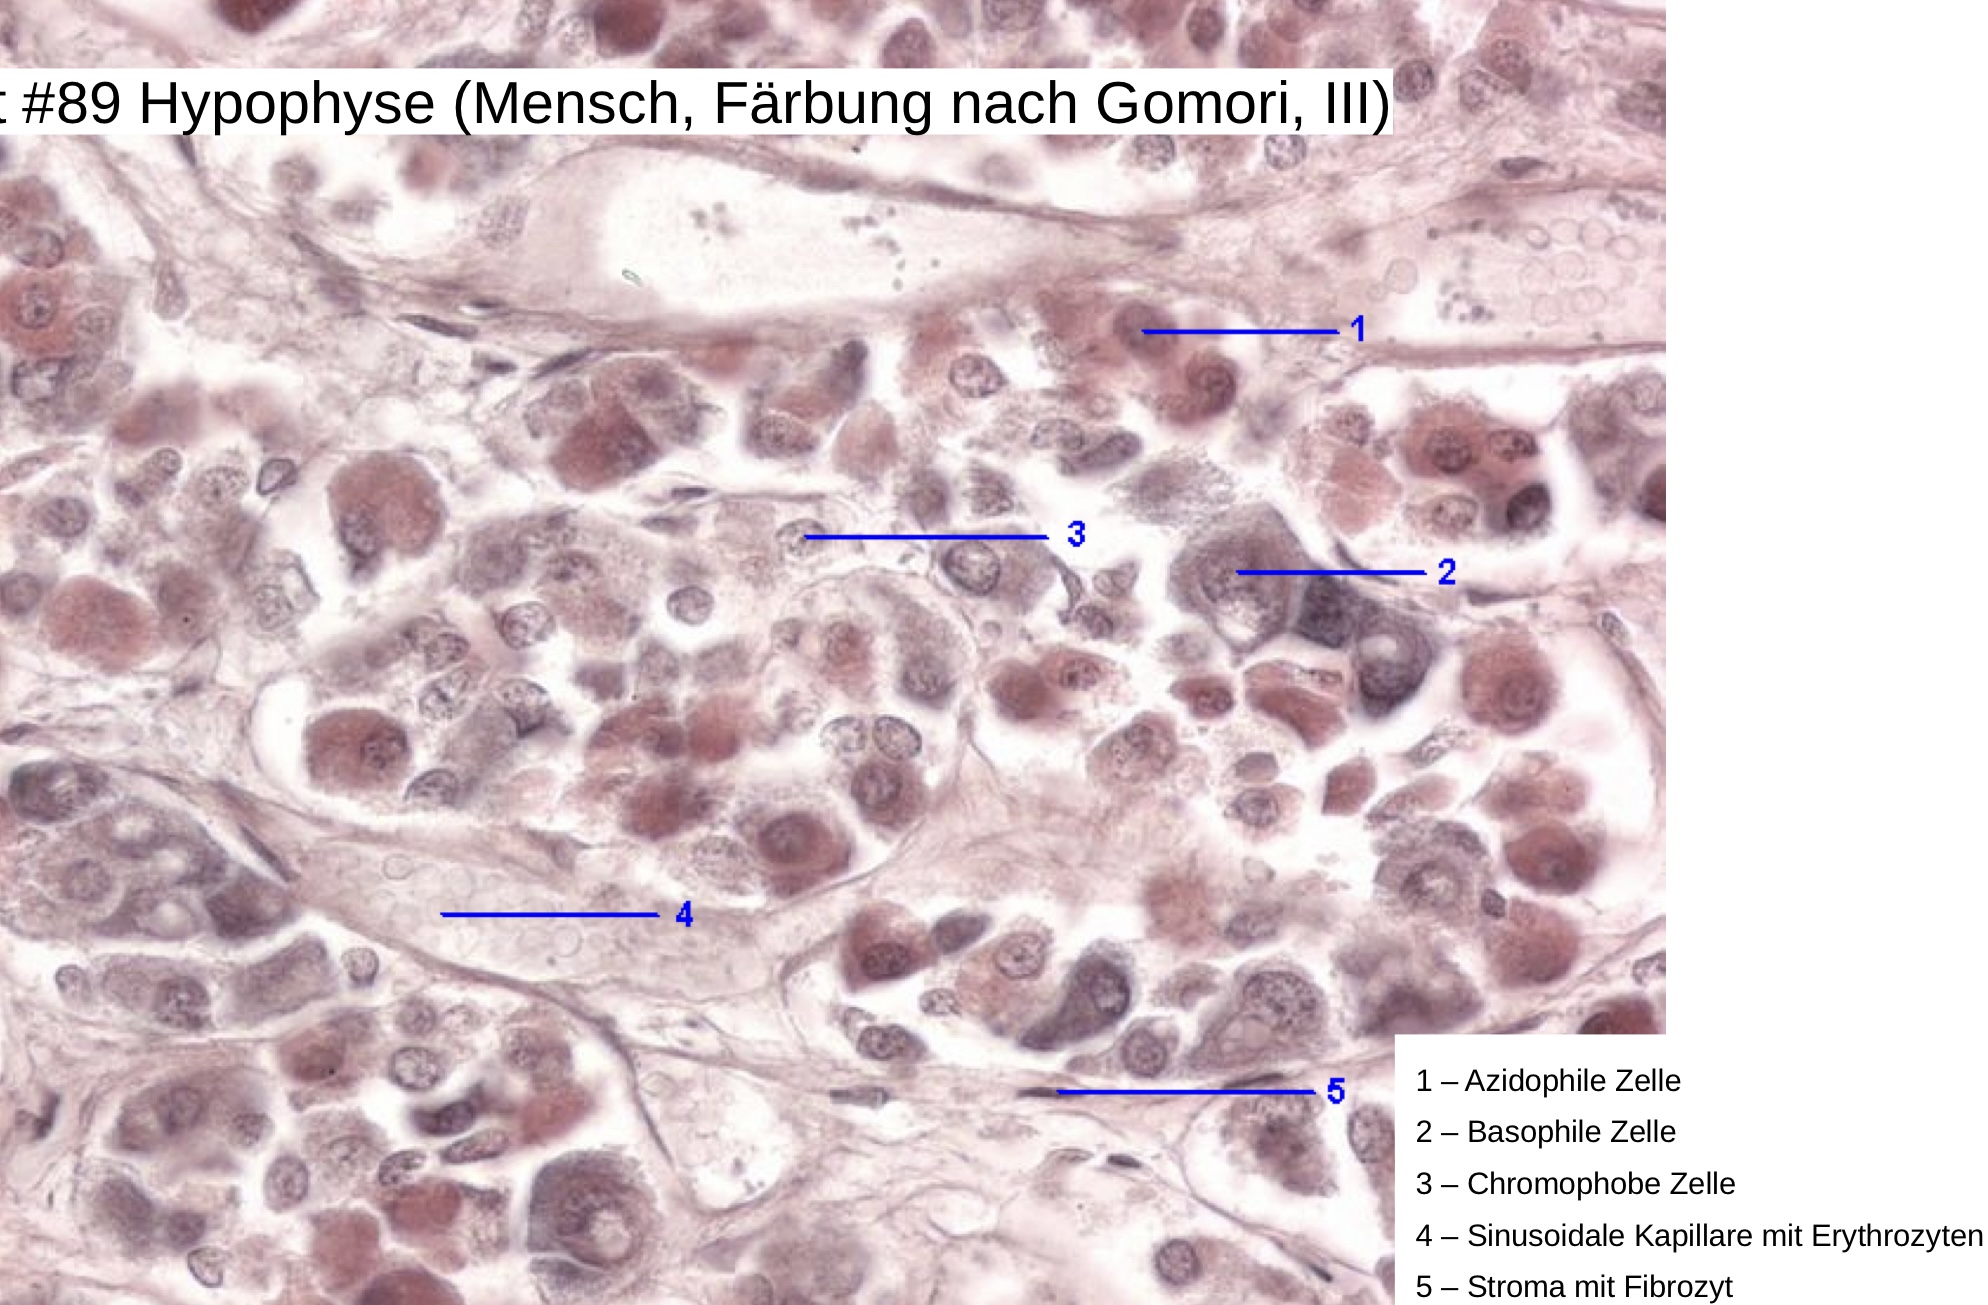 #89 Hypophyse (Mensch, Färbung nach Gomori, III)
1
3
2
4
5
1 – Azidophile Zelle
2 – Basophile Zelle
3 – Chromophobe Zelle
4 – Sinusoidale Kapillare mit Erythrozyten
5 – Stroma mit Fibrozyt